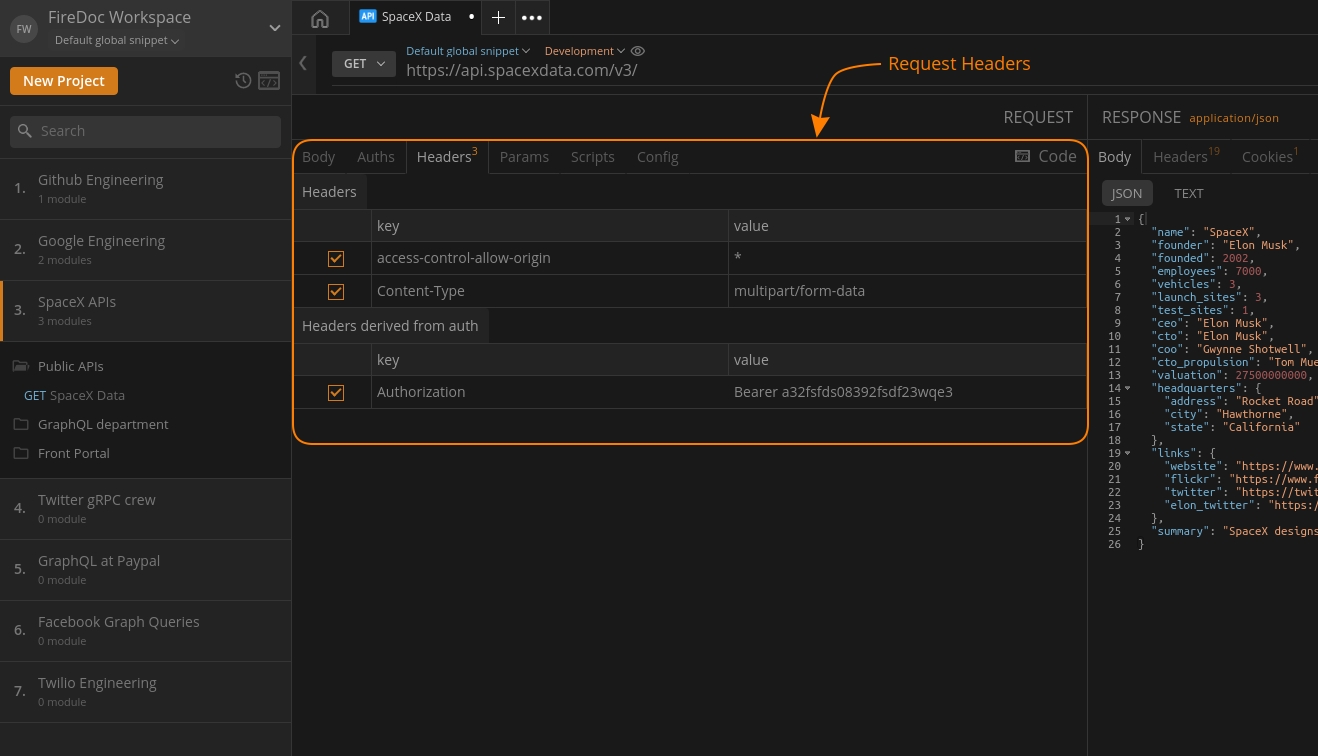 FW
FireDoc Workspace
Default global snippet
New Project
Search
1. Github Engineering
1 module
2. Google Engineering
2 modules
3. SpaceX APIs
3 modules
Public APIs
GET SpaceX Data
GraphQL department
Front Portal
4. Twitter gRPC crew
0 module
5. GraphQL at Paypal
0 module
6. Facebook Graph Queries
0 module
7. Twilio Engineering
0 module
API SpaceX Data
GET
Default global snippet Development
https://api.spacexdata.com/v3/
Request Headers
REQUEST
Body Auths Headers 3 Params Scripts Config Code
Headers
key value
access-control-allow-origin *
Content-Type multipart/form-data
Headers derived from auth
key value
Authorization Bearer a32fsfds08392fsdf23wqe3
RESPONSE application/json
Body Headers 19 Cookies 1
JSON TEXT
1 {
2 "name": "SpaceX",
3 "founder": "Elon Musk",
4 "founded": 2002,
5 "employees": 7000,
6 "vehicles": 3,
7 "launch_sites": 3,
8 "test_sites": 1,
9 "ceo": "Elon Musk",
10 "cto": "Elon Musk",
11 "coo": "Gwynne Shotwell",
12 "cto_propulsion": "Tom Mue
13 "valuation": 27500000000,
14 "headquarters": {
15 "address": "Rocket Road"
16 "city": "Hawthorne",
17 "state": "California"
18 },
19 "links": {
20 "website": "https://www.
21 "flickr": "https://www.f
22 "twitter": "https://twit
23 "elon_twitter": "https:/
24 },
25 "summary": "SpaceX designs
26 }